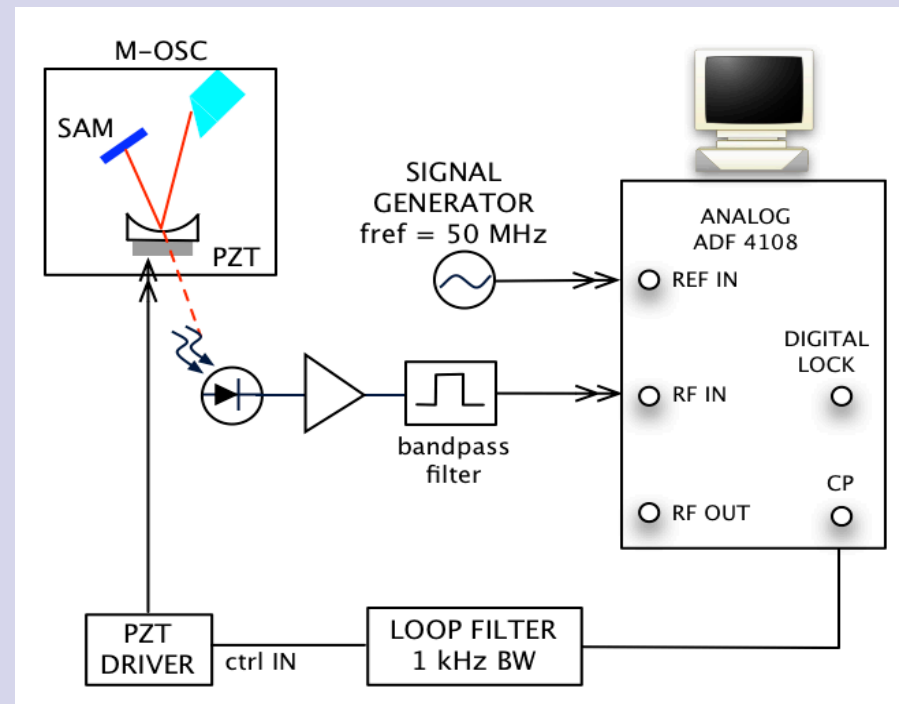 M-OSC
SAM
PZT
SIGNAL
GENERATOR
fref = 50 MHz
ANALOG
ADF 4108
REF IN
DIGITAL
LOCK
RF IN
bandpass
filter
CP
RF OUT
PZT
DRIVER
ctrl IN
LOOP FILTER
1 kHz BW